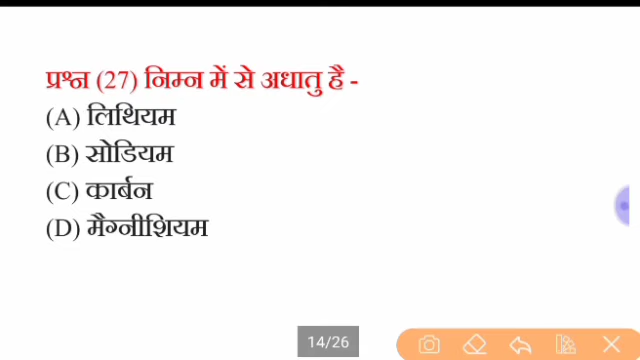 प्रश्न (27) निम्न में से अधातु है -
(A) लिथियम
(B) सोडियम
(C) कार्बन
(D) मैग्नीशियम
14/26